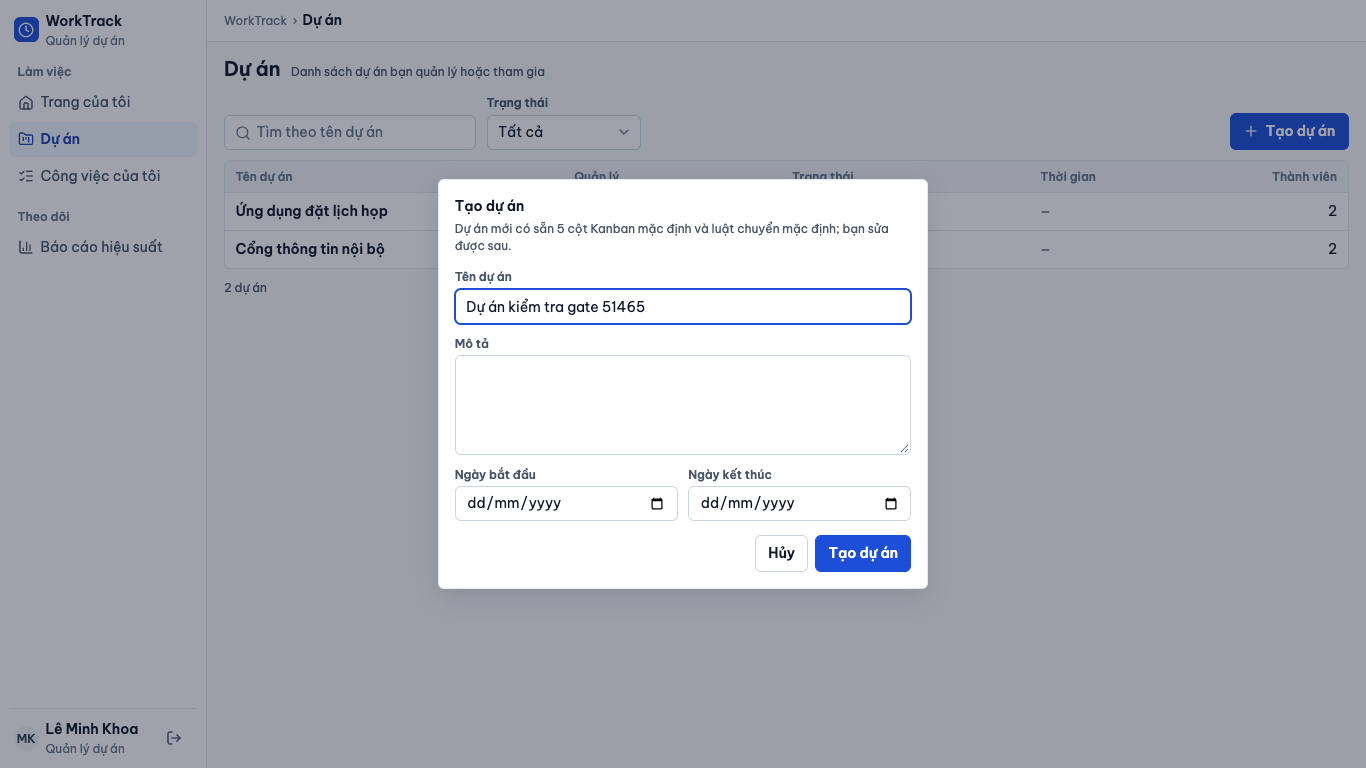 WorkTrack
Quản lý dự án
Làm việc
Trang của tôi
Dự án
Công việc của tôi
Theo dõi
Báo cáo hiệu suất
MK
Lê Minh Khoa
Quản lý dự án
WorkTrack › Dự án
Dự án Danh sách dự án bạn quản lý hoặc tham gia
Trạng thái
Tìm theo tên dự án
Tất cả
+ Tạo dự án
Tên dự án Quản lý Trạng thái Thời gian Thành viên
Ứng dụng đặt lịch họp – 2
Cổng thông tin nội bộ – 2
2 dự án
Tạo dự án
Dự án mới có sẵn 5 cột Kanban mặc định và luật chuyển mặc định; bạn sửa
được sau.
Tên dự án
Dự án kiểm tra gate 51465
Mô tả
Ngày bắt đầu Ngày kết thúc
dd/mm/yyyy dd/mm/yyyy
Hủy Tạo dự án